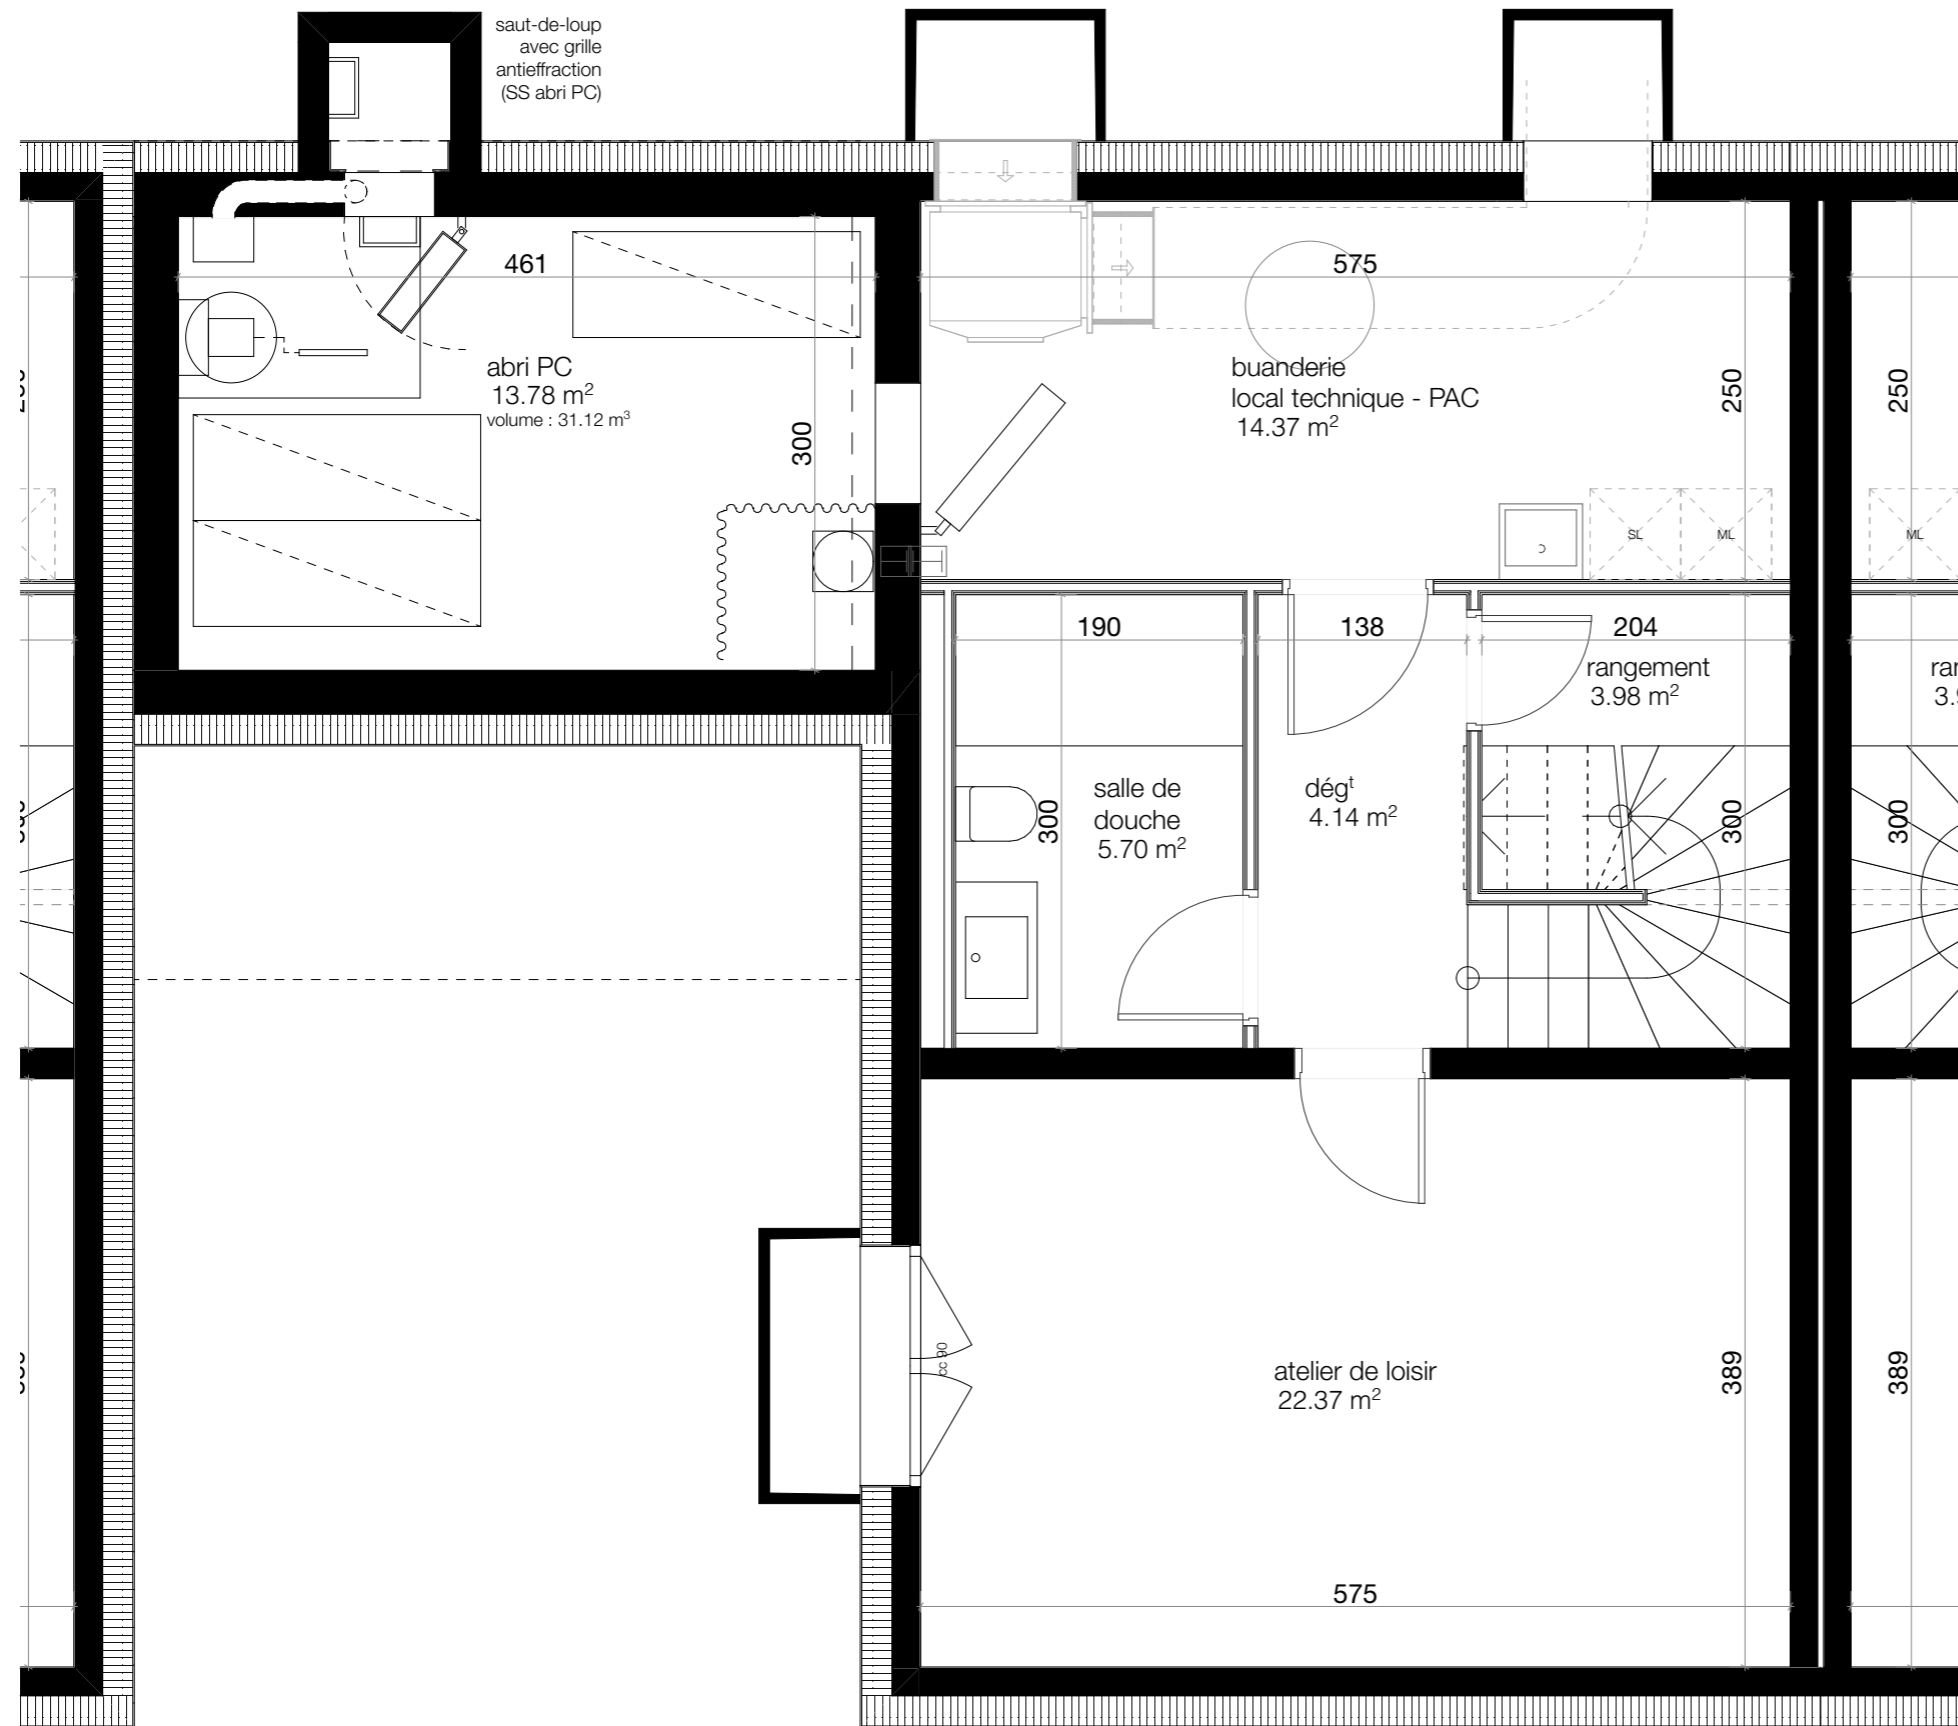 saut-de-loup
avec grille
antieffraction
(SS abri PC)
461
575
abri PC
13.78 m²
volume : 31.12 m³
300
buanderie
local technique - PAC
14.37 m²
250
250
SL
ML
ML
190
138
204
rangement
3.98 m²
salle de
douche
5.70 m²
300
dégᵗ
4.14 m²
300
300
cc 90
atelier de loisir
22.37 m²
389
389
575